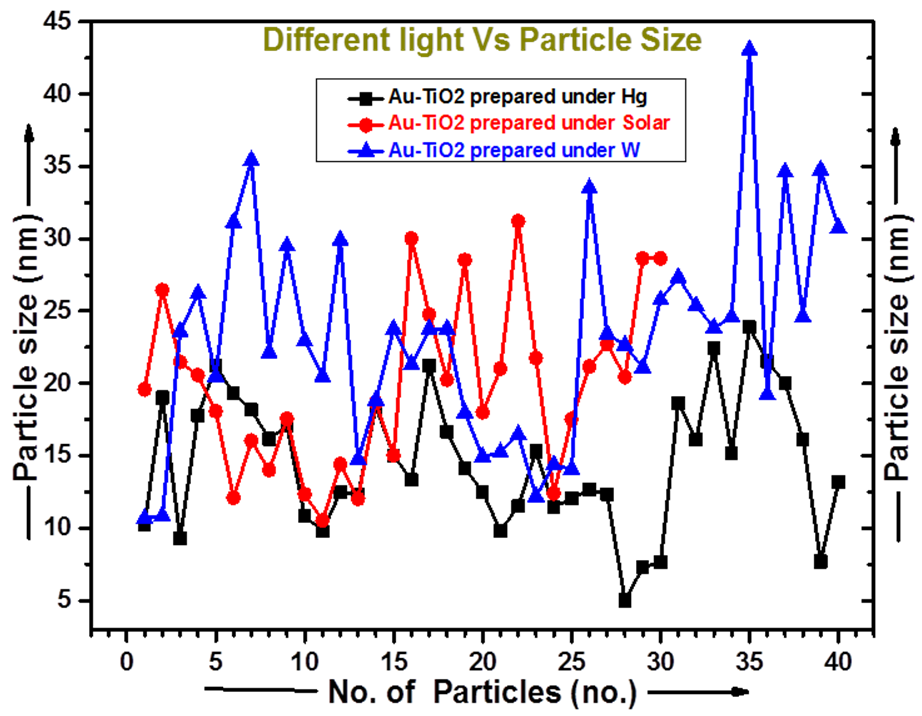 Different light Vs Particle Size
Au-TiO2 prepared under Hg
Au-TiO2 prepared under Solar
Au-TiO2 prepared under W
45
40
35
30
25
20
15
10
5
Particle size (nm)
Particle size (nm)
0 5 10 15 20 25 30 35 40
No. of Particles (no.)